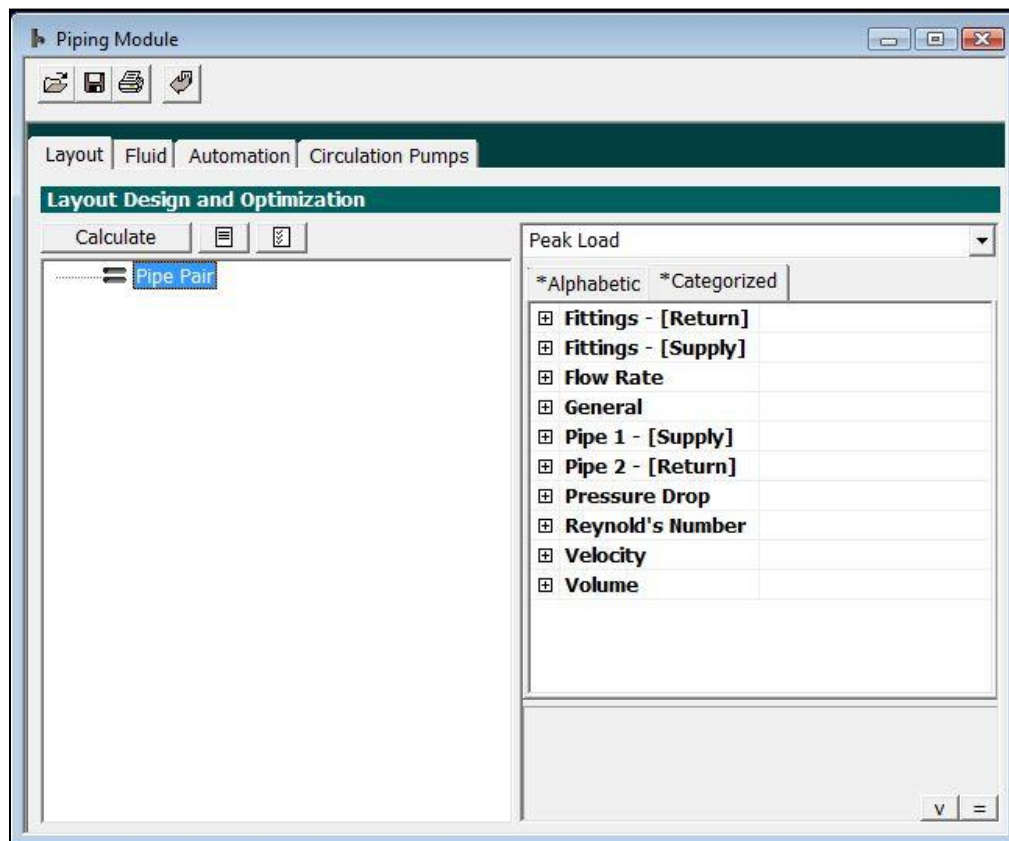 Piping Module
Layout Fluid Automation Circulation Pumps
Layout Design and Optimization
Calculate
Peak Load
Pipe Pair
*Alphabetic *Categorized
Fittings - [Return]
Fittings - [Supply]
Flow Rate
General
Pipe 1 - [Supply]
Pipe 2 - [Return]
Pressure Drop
Reynold's Number
Velocity
Volume
v =